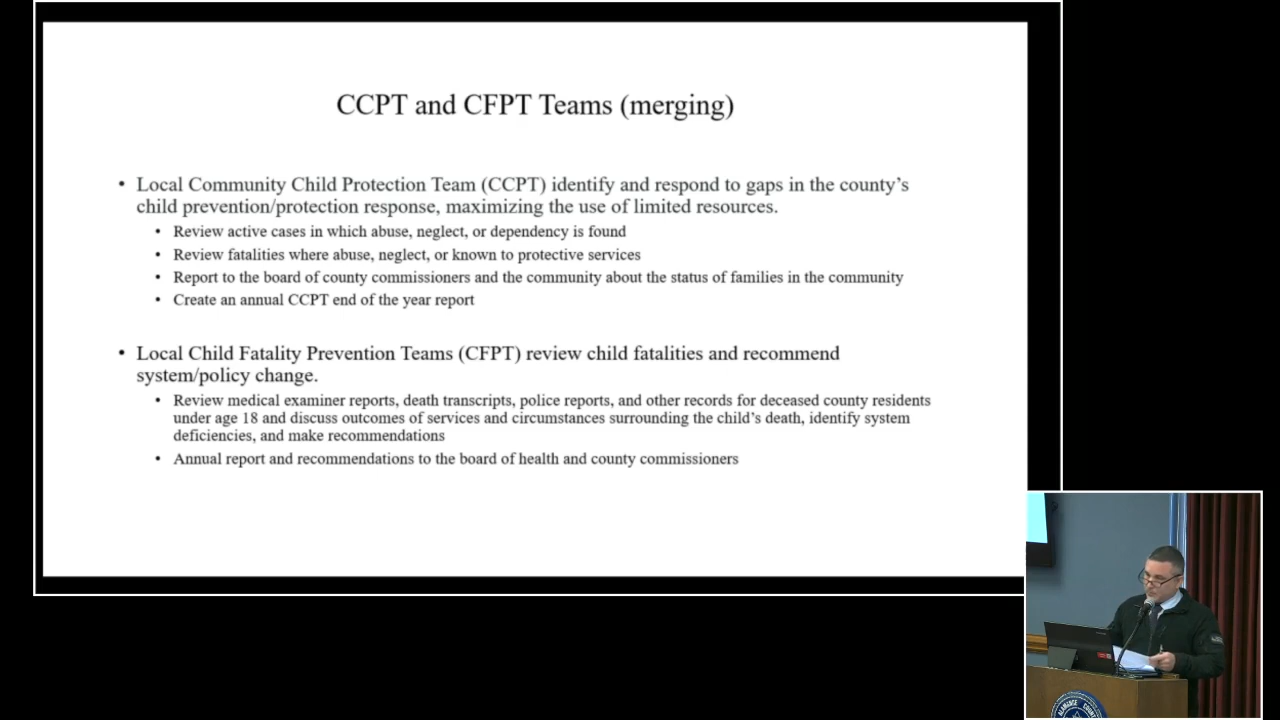 CCPT and CFPT Teams (merging)
• Local Community Child Protection Team (CCPT) identify and respond to gaps in the county’s
child prevention/protection response, maximizing the use of limited resources.
• Review active cases in which abuse, neglect, or dependency is found
• Review fatalities where abuse, neglect, or known to protective services
• Report to the board of county commissioners and the community about the status of families in the community
• Create an annual CCPT end of the year report
• Local Child Fatality Prevention Teams (CFPT) review child fatalities and recommend
system/policy change.
• Review medical examiner reports, death transcripts, police reports, and other records for deceased county residents
under age 18 and discuss outcomes of services and circumstances surrounding the child’s death, identify system
deficiencies, and make recommendations
• Annual report and recommendations to the board of health and county commissioners
ALAMANCE COUNTY